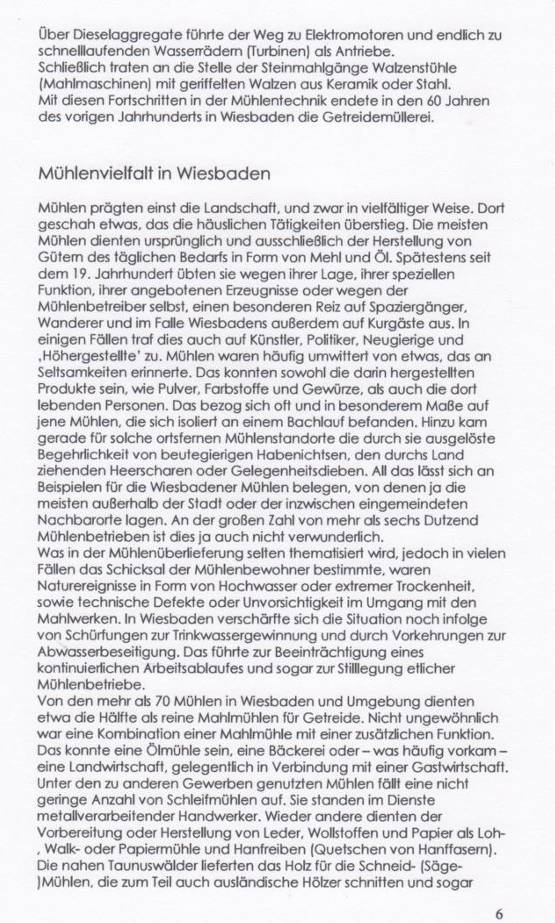 Über Dieselaggregate führte der Weg zu Elektromotoren und endlich zu
schnelllaufenden Wasserrädern (Turbinen) als Antriebe.
Schließlich traten an die Stelle der Steinmahlgänge Walzenstühle
(Mahlmaschinen) mit geriffelten Walzen aus Keramik oder Stahl.
Mit diesen Fortschritten in der Mühlentechnik endete in den 60 Jahren
des vorigen Jahrhunderts in Wiesbaden die Getreidemüllerei.
Mühlenvielfalt in Wiesbaden
Mühlen prägten einst die Landschaft, und zwar in vielfältiger Weise. Dort
geschah etwas, das die häuslichen Tätigkeiten überstieg. Die meisten
Mühlen dienten ursprünglich und ausschließlich der Herstellung von
Gütern des täglichen Bedarfs in Form von Mehl und Öl. Spätestens seit
dem 19. Jahrhundert übten sie wegen ihrer Lage, ihrer speziellen
Funktion, ihrer angebotenen Erzeugnisse oder wegen der
Mühlenbetreiber selbst, einen besonderen Reiz auf Spaziergänger,
Wanderer und im Falle Wiesbadens außerdem auf Kurgäste aus. In
einigen Fällen traf dies auch auf Künstler, Politiker, Neugierige und
‚Höhergestellte' zu. Mühlen waren häufig umwittert von etwas, das an
Seltsamkeiten erinnerte. Das konnten sowohl die darin hergestellten
Produkte sein, wie Pulver, Farbstoffe und Gewürze, als auch die dort
lebenden Personen. Das bezog sich oft und in besonderem Maße auf
jene Mühlen, die sich isoliert an einem Bachlauf befanden. Hinzu kam
gerade für solche ortsfernen Mühlenstandorte die durch sie ausgelöste
Begehrlichkeit von beutegierigen Habenichtsen, den durchs Land
ziehenden Heerscharen oder Gelegenheitsdieben. All das lässt sich an
Beispielen für die Wiesbadener Mühlen belegen, von denen ja die
meisten außerhalb der Stadt oder der inzwischen eingemeindeten
Nachbarorte lagen. An der großen Zahl von mehr als sechs Dutzend
Mühlenbetrieben ist dies ja auch nicht verwunderlich.
Was in der Mühlenüberlieferung selten thematisiert wird, jedoch in vielen
Fällen das Schicksal der Mühlenbewohner bestimmte, waren
Naturereignisse in Form von Hochwasser oder extremer Trockenheit,
sowie technische Defekte oder Unvorsichtigkeit im Umgang mit den
Mahlwerken. In Wiesbaden verschärfte sich die Situation noch infolge
von Schürfungen zur Trinkwassergewinnung und durch Vorkehrungen zur
Abwasserbeseitigung. Das führte zur Beeinträchtigung eines
kontinuierlichen Arbeitsablaufes und sogar zur Stilllegung etlicher
Mühlenbetriebe.
Von den mehr als 70 Mühlen in Wiesbaden und Umgebung dienten
etwa die Hälfte als reine Mahlmühlen für Getreide. Nicht ungewöhnlich
war eine Kombination einer Mahlmühle mit einer zusätzlichen Funktion.
Das konnte eine Ölmühle sein, eine Bäckerei oder – was häufig vorkam –
eine Landwirtschaft, gelegentlich in Verbindung mit einer Gastwirtschaft.
Unter den zu anderen Gewerben genutzten Mühlen fällt eine nicht
geringe Anzahl von Schleifmühlen auf. Sie standen im Dienste
metallverarbeitender Handwerker. Wieder andere dienten der
Vorbereitung oder Herstellung von Leder, Wollstoffen und Papier als Loh-
, Walk- oder Papiermühle und Hanfreiben (Quetschen von Hanffasern).
Die nahen Taunuswälder lieferten das Holz für die Schneid- (Säge-
)Mühlen, die zum Teil auch ausländische Hölzer schnitten und sogar
6